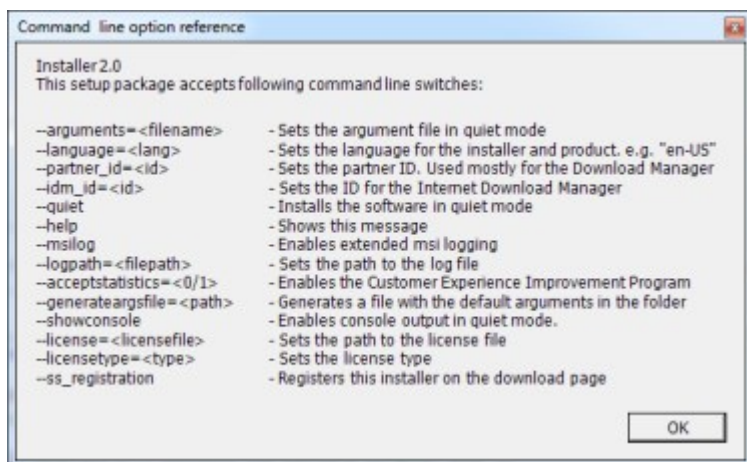 Command line option reference
Installer 2.0
This setup package accepts following command line switches:
--arguments=<filename> - Sets the argument file in quiet mode
--language=<lang> - Sets the language for the installer and product. e.g. "en-US"
--partner_id=<id> - Sets the partner ID. Used mostly for the Download Manager
--idm_id=<id> - Sets the ID for the Internet Download Manager
--quiet - Installs the software in quiet mode
--help - Shows this message
--msilog - Enables extended msi logging
--logpath=<filepath> - Sets the path to the log file
--acceptstatistics=<0/1> - Enables the Customer Experience Improvement Program
--generateargsfile=<path> - Generates a file with the default arguments in the folder
--showconsole - Enables console output in quiet mode.
--license=<licensefile> - Sets the path to the license file
--licensetype=<type> - Sets the license type
--ss_registration - Registers this installer on the download page
OK